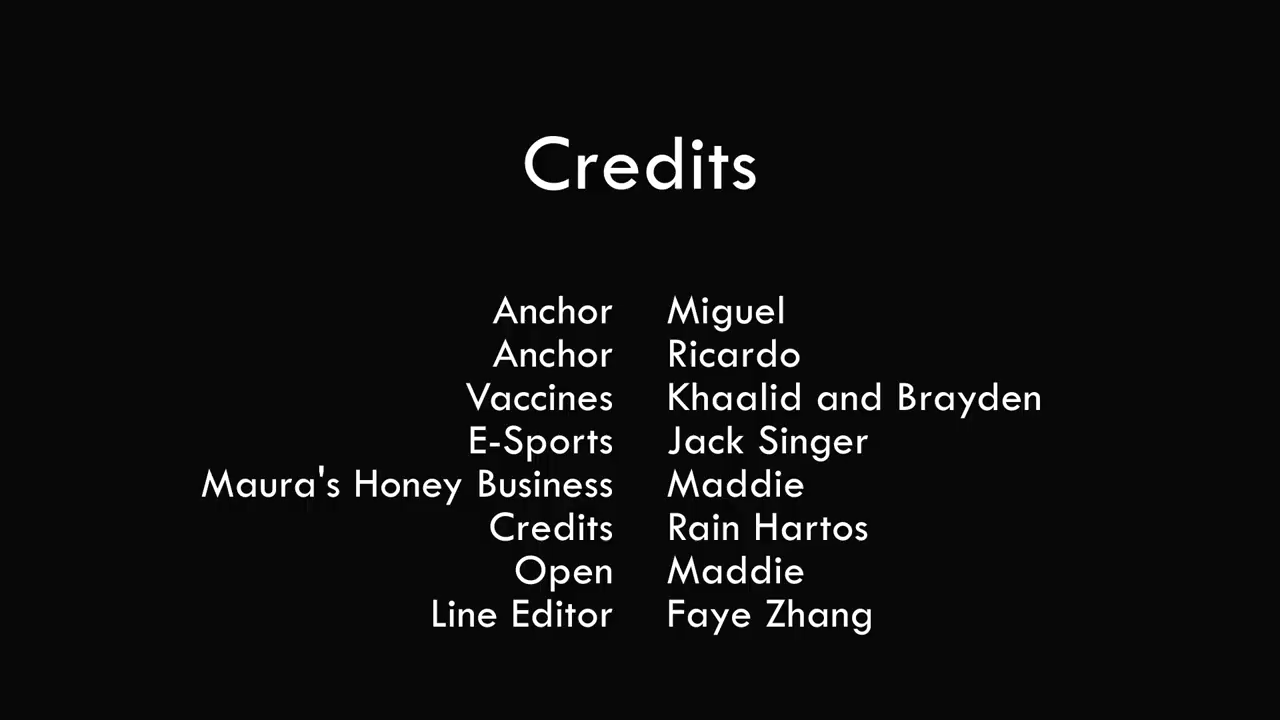 Credits
Anchor Miguel
Anchor Ricardo
Vaccines Khaalid and Brayden
E-Sports Jack Singer
Maura's Honey Business Maddie
Credits Rain Hartos
Open Maddie
Line Editor Faye Zhang